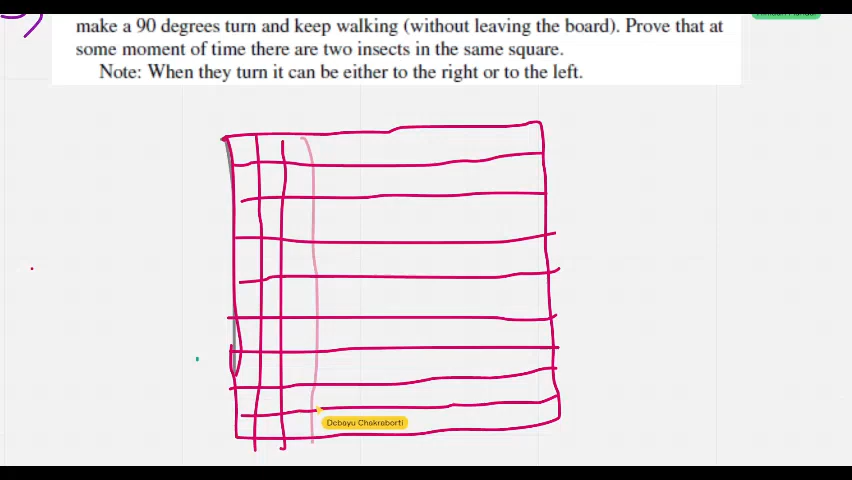 make a 90 degrees turn and keep walking (without leaving the board). Prove that at
some moment of time there are two insects in the same square.
Note: When they turn it can be either to the right or to the left.
Debayu Chakraborti